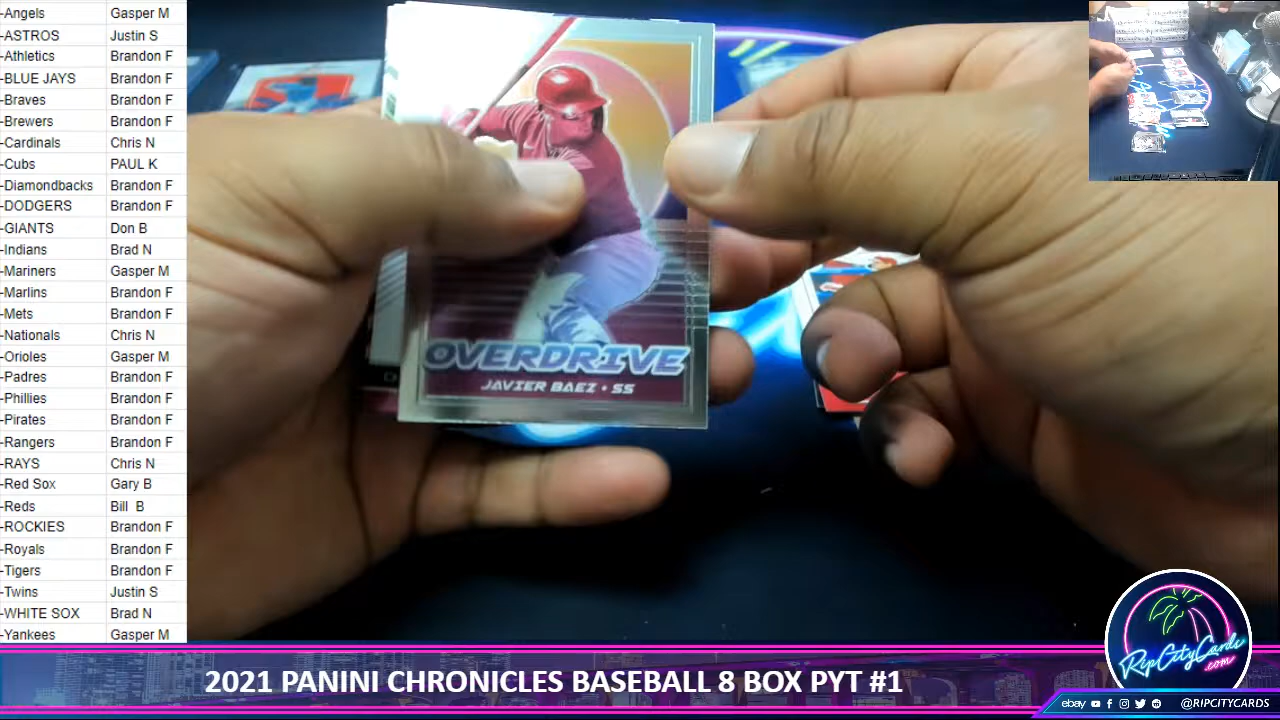 -Angels Gasper M
-ASTROS Justin S
-Athletics Brandon F
-BLUE JAYS Brandon F
-Braves Brandon F
-Brewers Brandon F
-Cardinals Chris N
-Cubs PAUL K
-Diamondbacks Brandon F
-DODGERS Brandon F
-GIANTS Don B
-Indians Brad N
-Mariners Gasper M
-Marlins Brandon F
-Mets Brandon F
-Nationals Chris N
-Orioles Gasper M
-Padres Brandon F
-Phillies Brandon F
-Pirates Brandon F
-Rangers Brandon F
-RAYS Chris N
-Red Sox Gary B
-Reds Bill B
-ROCKIES Brandon F
-Royals Brandon F
-Tigers Brandon F
-Twins Justin S
-WHITE SOX Brad N
-Yankees Gasper M
OVERDRIVE
JAVIER BAEZ • SS
RipCityCards
.com
2021 PANINI CHRONICLES BASEBALL 8 BOX PYT #1
ebay @RIPCITYCARDS